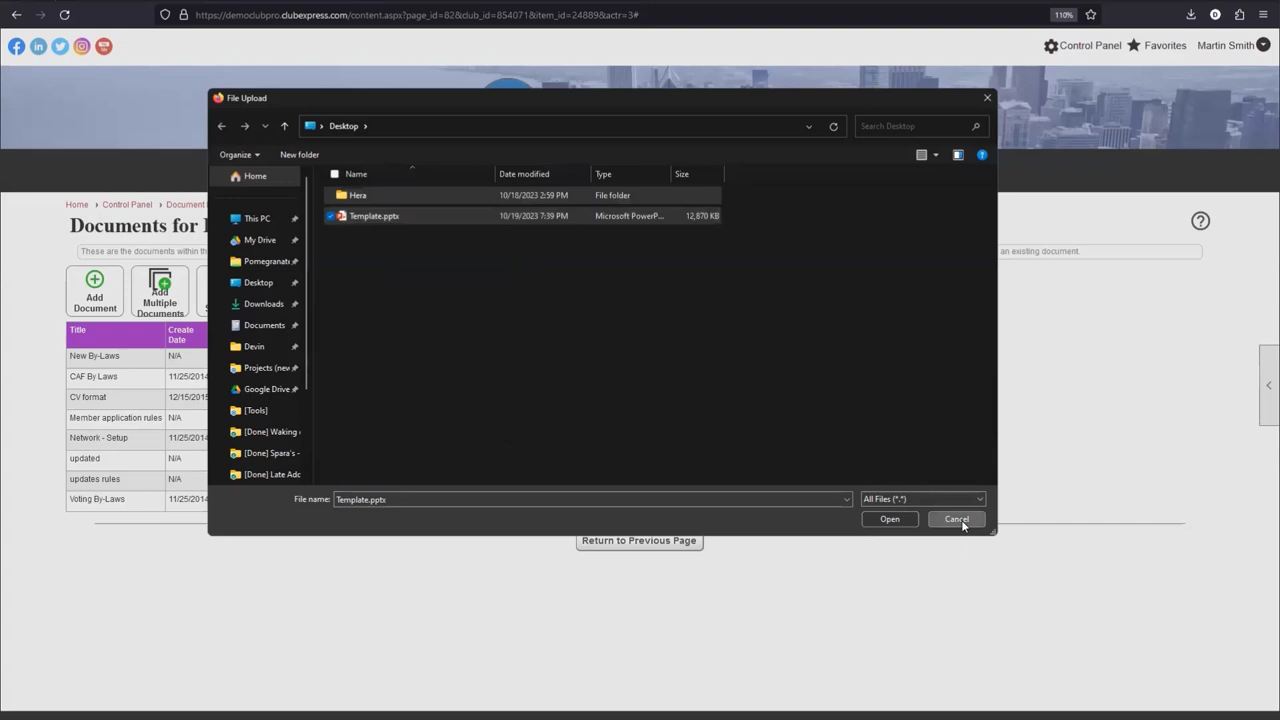 https://democlubpro.clubexpress.com/content.aspx?page_id=82&club_id=854071&item_id=24889&actr=3#
110%
Control Panel
Favorites
Martin Smith
File Upload
Desktop
Search Desktop
Organize
New folder
Home
Name
Date modified
Type
Size
Hera
10/18/2023 2:59 PM
File folder
Template.pptx
10/19/2023 7:39 PM
Microsoft PowerP...
12,870 KB
This PC
My Drive
Pomegranate
Desktop
Downloads
Documents
Devin
Projects (new
Google Drive
[Tools]
[Done] Waking
[Done] Spara's -
[Done] Late Adc
File name:
Template.pptx
All Files (*.*)
Open
Cancel
Home
Control Panel
Document
Documents for
These are the documents within th
an existing document.
Add
Document
Add
Multiple
Documents
Title
Create
Date
New By-Laws
N/A
CAF By Laws
11/25/2014
CV format
12/15/2015
Member application rules
N/A
Network - Setup
11/25/2014
updated
N/A
updates rules
N/A
Voting By-Laws
11/25/2014
Return to Previous Page